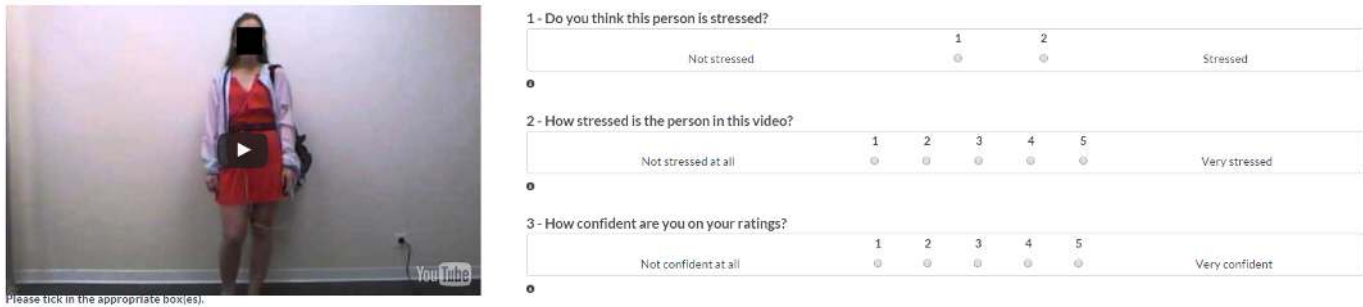 1 - Do you think this person is stressed?
1 2
Not stressed Stressed
2 - How stressed is the person in this video?
1 2 3 4 5
Not stressed at all Very stressed
3 - How confident are you on your ratings?
1 2 3 4 5
Not confident at all Very confident
YouTube
Please tick in the appropriate box(es).